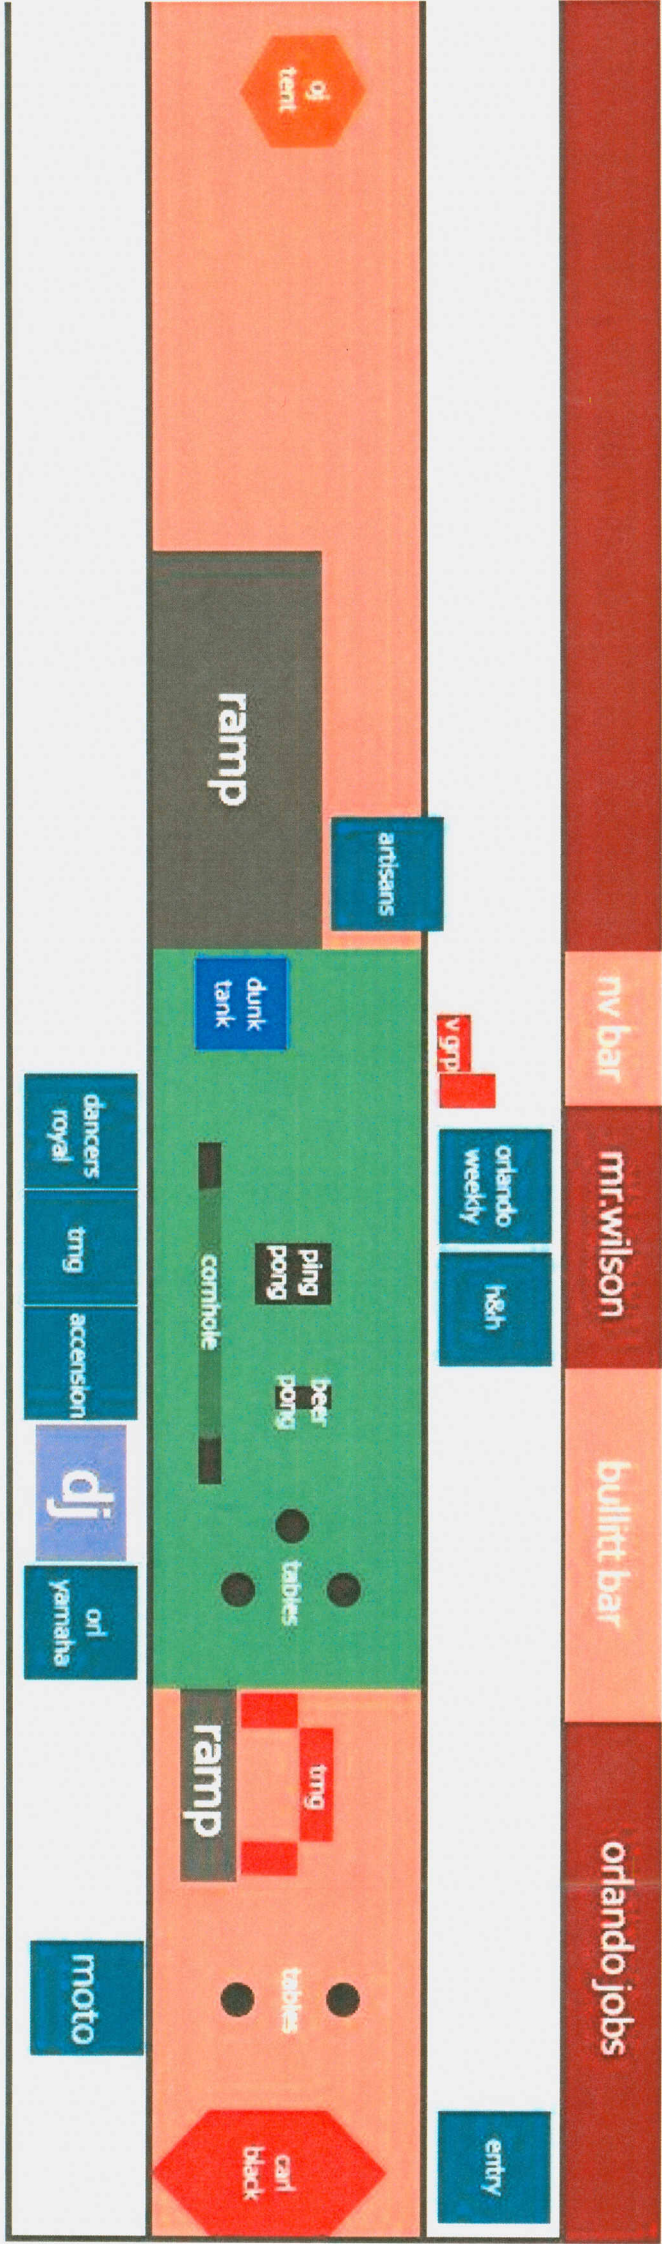 nv bar
mr.wilson
bullitt bar
orlando jobs
v grp
orlando
weekly
h&h
entry
artisans
oj
tent
ramp
dunk
tank
ping
pong
beer
pong
cornhole
tables
tmg
ramp
tables
carl
black
dancers
royal
tmg
accension
dj
orl
yamaha
moto